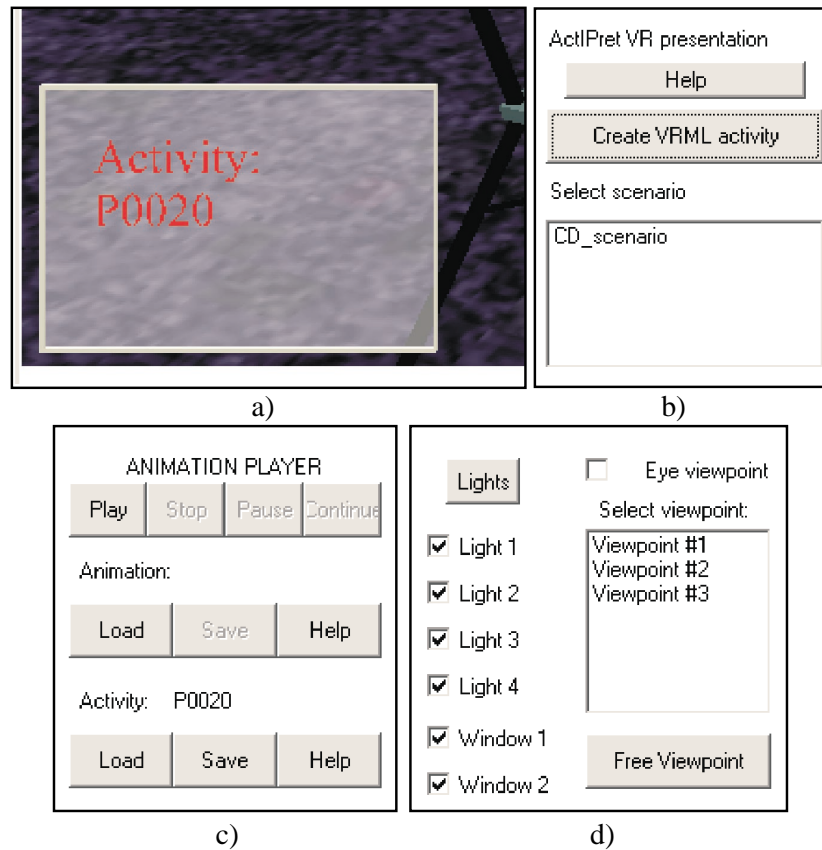 Activity:
P0020
a)
ActIPret VR presentation
Help
Create VRML activity
Select scenario
CD_scenario
b)
ANIMATION PLAYER
Play Stop Pause Continue
Animation:
Load Save Help
Activity: P0020
Load Save Help
c)
Lights
Light 1
Light 2
Light 3
Light 4
Window 1
Window 2
Eye viewpoint
Select viewpoint:
Viewpoint #1
Viewpoint #2
Viewpoint #3
Free Viewpoint
d)